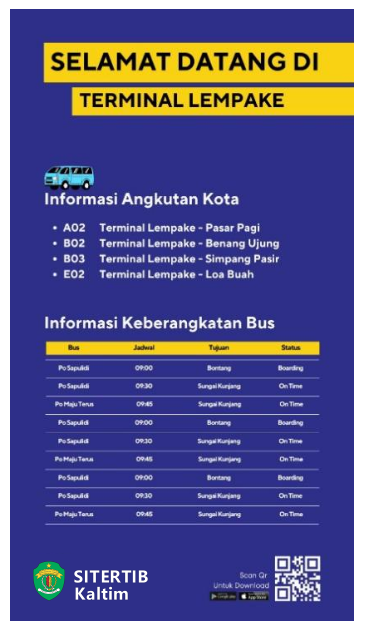 SELAMAT DATANG DI
TERMINAL LEMPAKE
Informasi Angkutan Kota
• A02 Terminal Lempake - Pasar Pagi
• B02 Terminal Lempake - Benang Ujung
• B03 Terminal Lempake - Simpang Pasir
• E02 Terminal Lempake - Loa Buah
Informasi Keberangkatan Bus
Bus Jadwal Tujuan Status
Po Sapulidi 09:00 Bontang Boarding
Po Sapulidi 09:30 Sungai Kunjang On Time
Po Maju Terus 09:45 Sungai Kunjang On Time
Po Sapulidi 09:00 Bontang Boarding
Po Sapulidi 09:30 Sungai Kunjang On Time
Po Maju Terus 09:45 Sungai Kunjang On Time
Po Sapulidi 09:00 Bontang Boarding
Po Sapulidi 09:30 Sungai Kunjang On Time
Po Maju Terus 09:45 Sungai Kunjang On Time
SITERTIB
Kaltim
Scan Qr
Untuk Download